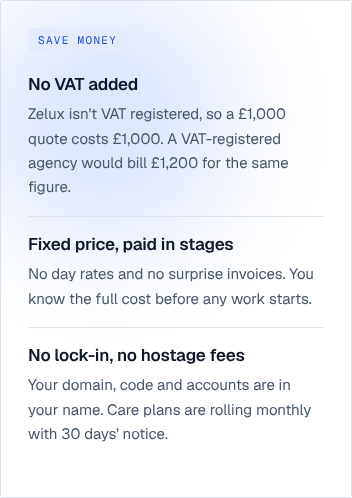 SAVE MONEY
No VAT added
Zelux isn't VAT registered, so a £1,000
quote costs £1,000. A VAT-registered
agency would bill £1,200 for the same
figure.
Fixed price, paid in stages
No day rates and no surprise invoices. You
know the full cost before any work starts.
No lock-in, no hostage fees
Your domain, code and accounts are in
your name. Care plans are rolling monthly
with 30 days' notice.